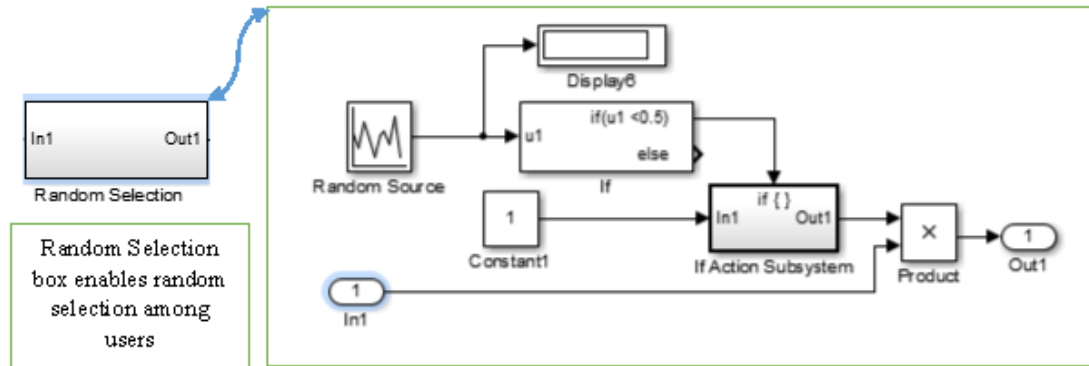 In1 Out1
Random Selection
Random Selection
box enables random
selection among
users
Display6
Random Source
u1
if(u1 <0.5)
else
If
1
Constant1
if { }
In1 Out1
If Action Subsystem
×
Product
1
Out1
1
In1